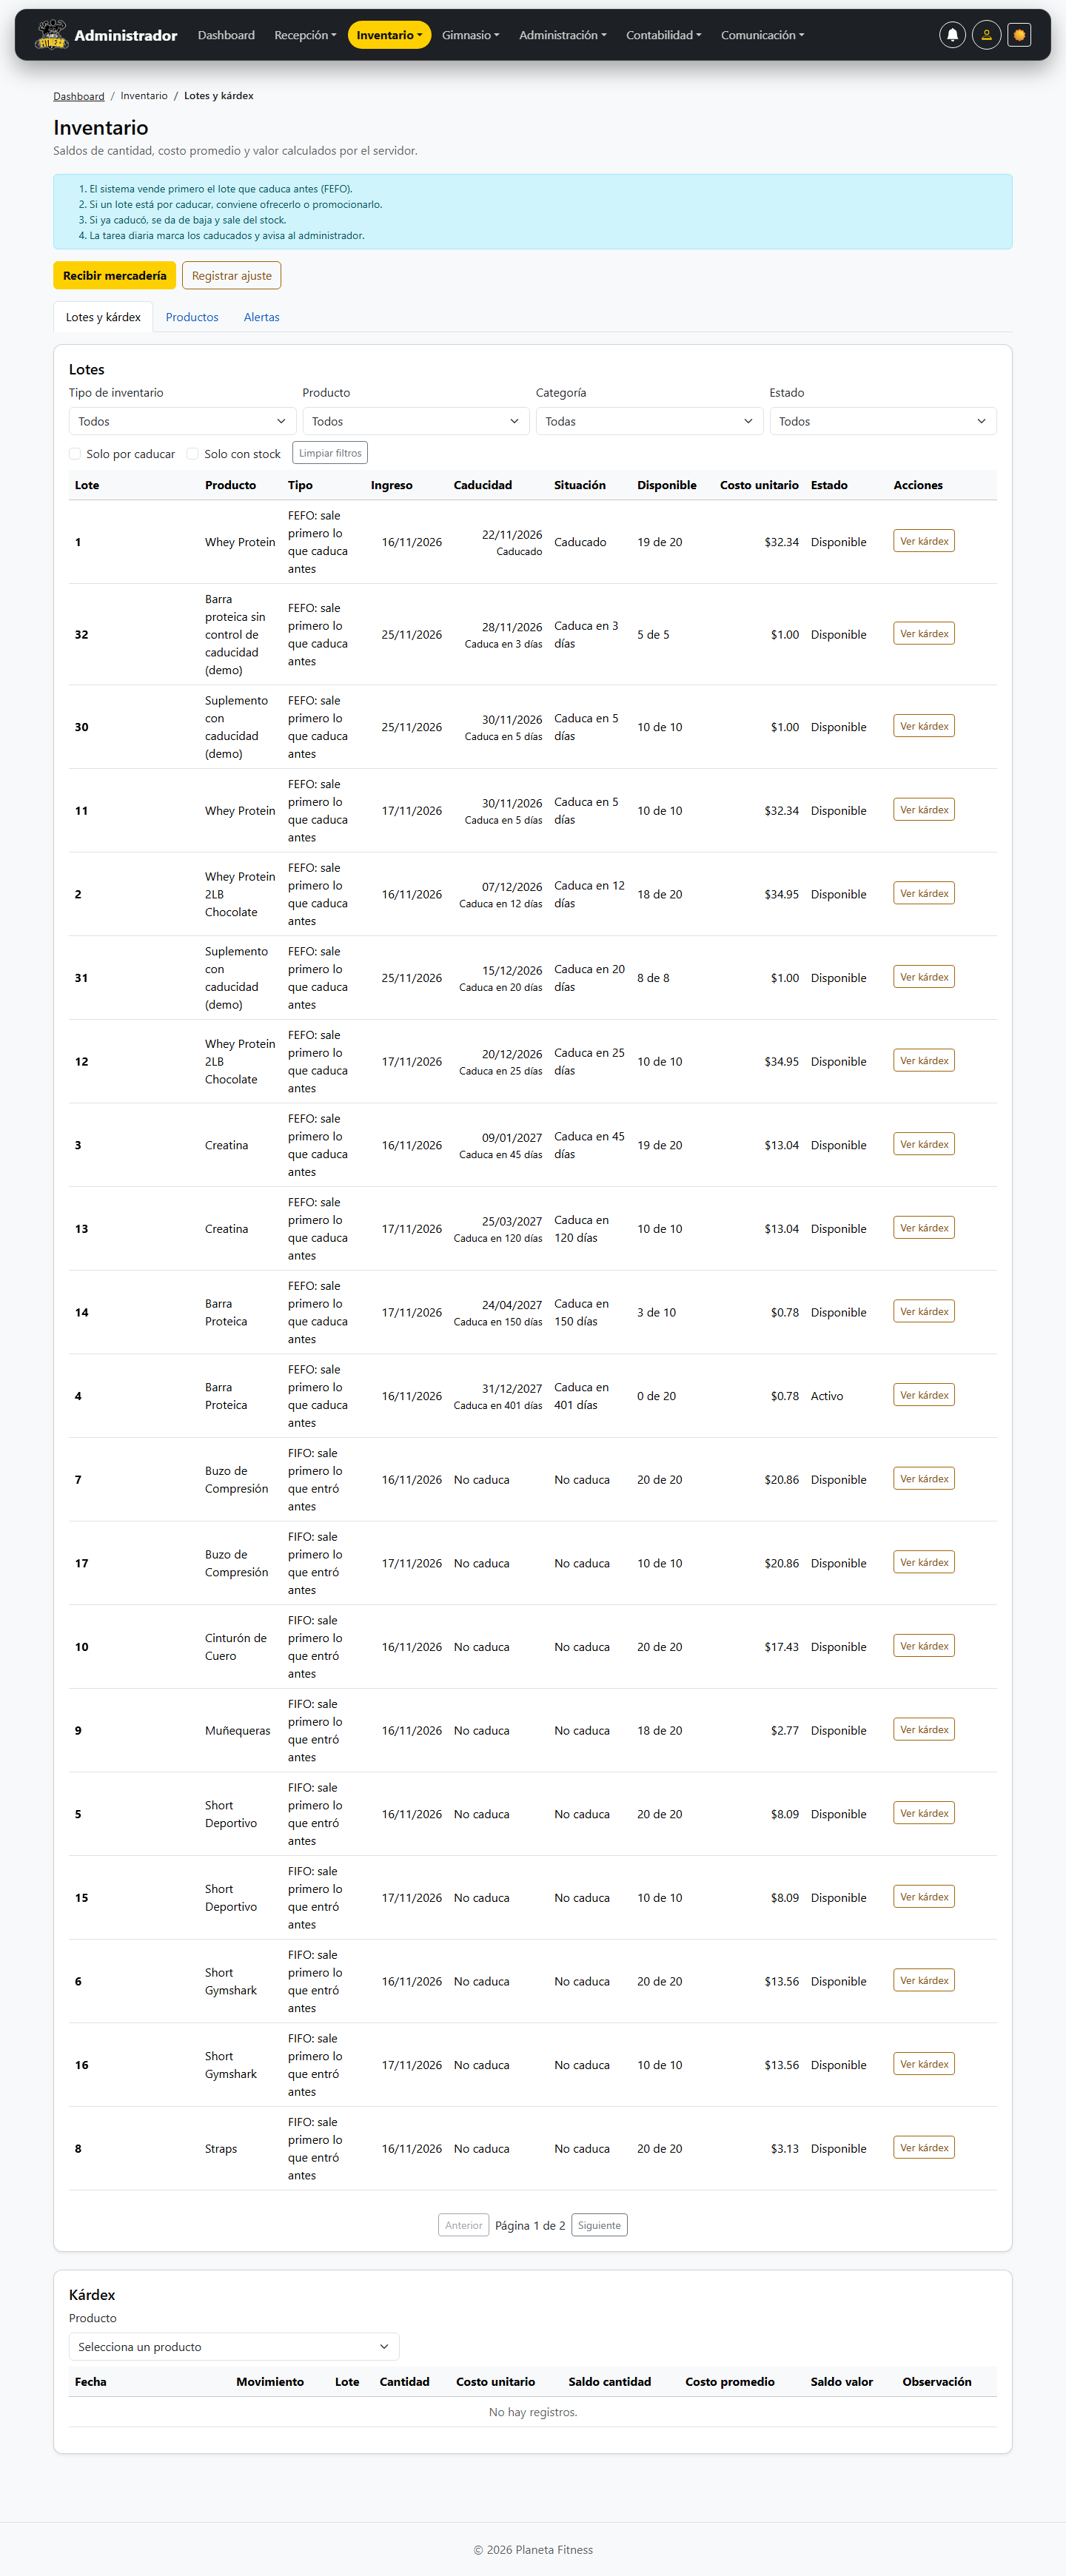 PLANETA FITNESS Administrador Dashboard Recepción Inventario Gimnasio Administración Contabilidad Comunicación
Dashboard / Inventario / Lotes y kárdex
Inventario
Saldos de cantidad, costo promedio y valor calculados por el servidor.
1. El sistema vende primero el lote que caduca antes (FEFO).
2. Si un lote está por caducar, conviene ofrecerlo o promocionarlo.
3. Si ya caducó, se da de baja y sale del stock.
4. La tarea diaria marca los caducados y avisa al administrador.
Recibir mercadería Registrar ajuste
Lotes y kárdex Productos Alertas
Lotes
Tipo de inventario Producto Categoría Estado
Todos Todos Todas Todos
Solo por caducar Solo con stock Limpiar filtros
Lote Producto Tipo Ingreso Caducidad Situación Disponible Costo unitario Estado Acciones
1 Whey Protein FEFO: sale primero lo que caduca antes 16/11/2026 22/11/2026 Caducado Caducado 19 de 20 $32.34 Disponible Ver kárdex
32 Barra proteica sin control de caducidad (demo) FEFO: sale primero lo que caduca antes 25/11/2026 28/11/2026 Caduca en 3 días Caduca en 3 días 5 de 5 $1.00 Disponible Ver kárdex
30 Suplemento con caducidad (demo) FEFO: sale primero lo que caduca antes 25/11/2026 30/11/2026 Caduca en 5 días Caduca en 5 días 10 de 10 $1.00 Disponible Ver kárdex
11 Whey Protein FEFO: sale primero lo que caduca antes 17/11/2026 30/11/2026 Caduca en 5 días Caduca en 5 días 10 de 10 $32.34 Disponible Ver kárdex
2 Whey Protein 2LB Chocolate FEFO: sale primero lo que caduca antes 16/11/2026 07/12/2026 Caduca en 12 días Caduca en 12 días 18 de 20 $34.95 Disponible Ver kárdex
31 Suplemento con caducidad (demo) FEFO: sale primero lo que caduca antes 25/11/2026 15/12/2026 Caduca en 20 días Caduca en 20 días 8 de 8 $1.00 Disponible Ver kárdex
12 Whey Protein 2LB Chocolate FEFO: sale primero lo que caduca antes 17/11/2026 20/12/2026 Caduca en 25 días Caduca en 25 días 10 de 10 $34.95 Disponible Ver kárdex
3 Creatina FEFO: sale primero lo que caduca antes 16/11/2026 09/01/2027 Caduca en 45 días Caduca en 45 días 19 de 20 $13.04 Disponible Ver kárdex
13 Creatina FEFO: sale primero lo que caduca antes 17/11/2026 25/03/2027 Caduca en 120 días Caduca en 120 días 10 de 10 $13.04 Disponible Ver kárdex
14 Barra Proteica FEFO: sale primero lo que caduca antes 17/11/2026 24/04/2027 Caduca en 150 días Caduca en 150 días 3 de 10 $0.78 Disponible Ver kárdex
4 Barra Proteica FEFO: sale primero lo que caduca antes 16/11/2026 31/12/2027 Caduca en 401 días Caduca en 401 días 0 de 20 $0.78 Activo Ver kárdex
7 Buzo de Compresión FIFO: sale primero lo que entró antes 16/11/2026 No caduca No caduca 20 de 20 $20.86 Disponible Ver kárdex
17 Buzo de Compresión FIFO: sale primero lo que entró antes 17/11/2026 No caduca No caduca 10 de 10 $20.86 Disponible Ver kárdex
10 Cinturón de Cuero FIFO: sale primero lo que entró antes 16/11/2026 No caduca No caduca 20 de 20 $17.43 Disponible Ver kárdex
9 Muñequeras FIFO: sale primero lo que entró antes 16/11/2026 No caduca No caduca 18 de 20 $2.77 Disponible Ver kárdex
5 Short Deportivo FIFO: sale primero lo que entró antes 16/11/2026 No caduca No caduca 20 de 20 $8.09 Disponible Ver kárdex
15 Short Deportivo FIFO: sale primero lo que entró antes 17/11/2026 No caduca No caduca 10 de 10 $8.09 Disponible Ver kárdex
6 Short Gymshark FIFO: sale primero lo que entró antes 16/11/2026 No caduca No caduca 20 de 20 $13.56 Disponible Ver kárdex
16 Short Gymshark FIFO: sale primero lo que entró antes 17/11/2026 No caduca No caduca 10 de 10 $13.56 Disponible Ver kárdex
8 Straps FIFO: sale primero lo que entró antes 16/11/2026 No caduca No caduca 20 de 20 $3.13 Disponible Ver kárdex
Anterior Página 1 de 2 Siguiente
Kárdex
Producto
Selecciona un producto
Fecha Movimiento Lote Cantidad Costo unitario Saldo cantidad Costo promedio Saldo valor Observación
No hay registros.
© 2026 Planeta Fitness